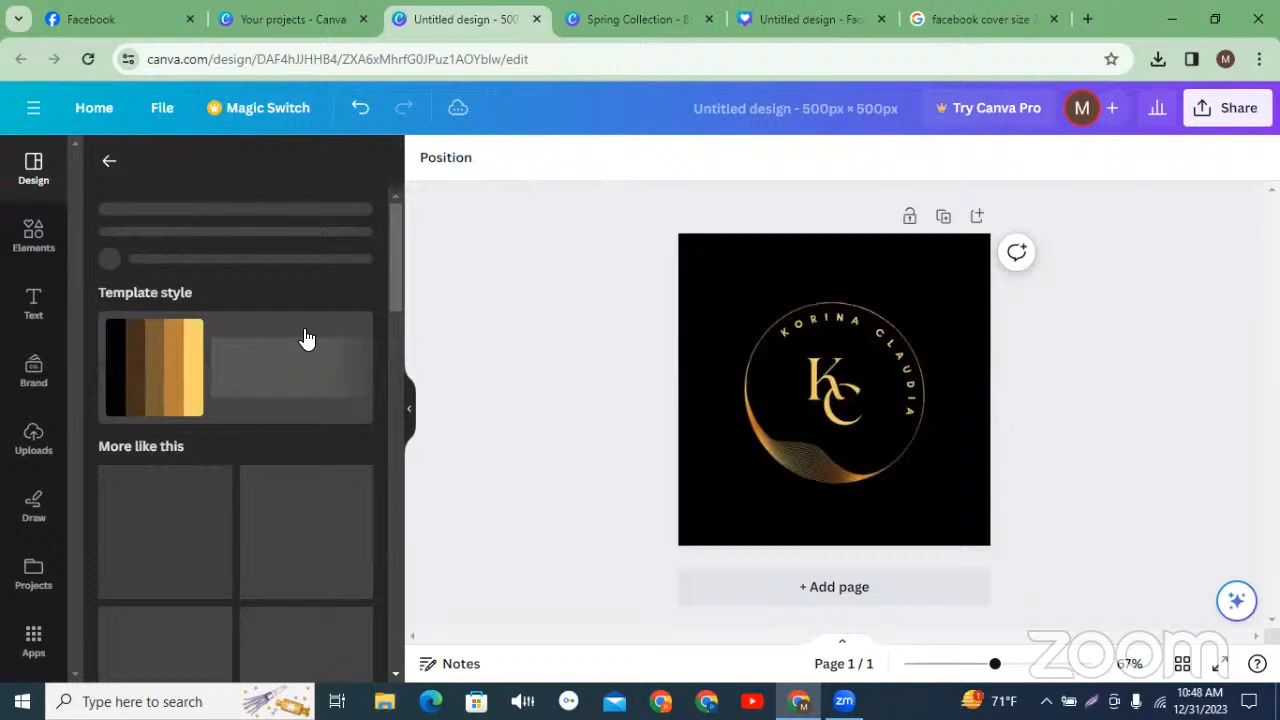 Facebook
Your projects - Canva
Untitled design - 500
Spring Collection - 8
Untitled design - Fac
facebook cover size
canva.com/design/DAF4hJJHHB4/ZXA6xMhrfG0JPuz1AOYblw/edit
M
Home
File
Magic Switch
Untitled design - 500px × 500px
Try Canva Pro
M
Share
Design
Elements
Text
Brand
Uploads
Draw
Projects
Apps
Template style
More like this
Position
KORINA CLAUDIA
KC
+ Add page
Notes
Page 1 / 1
67%
zoom
Type here to search
zm
71°F
10:48 AM
12/31/2023